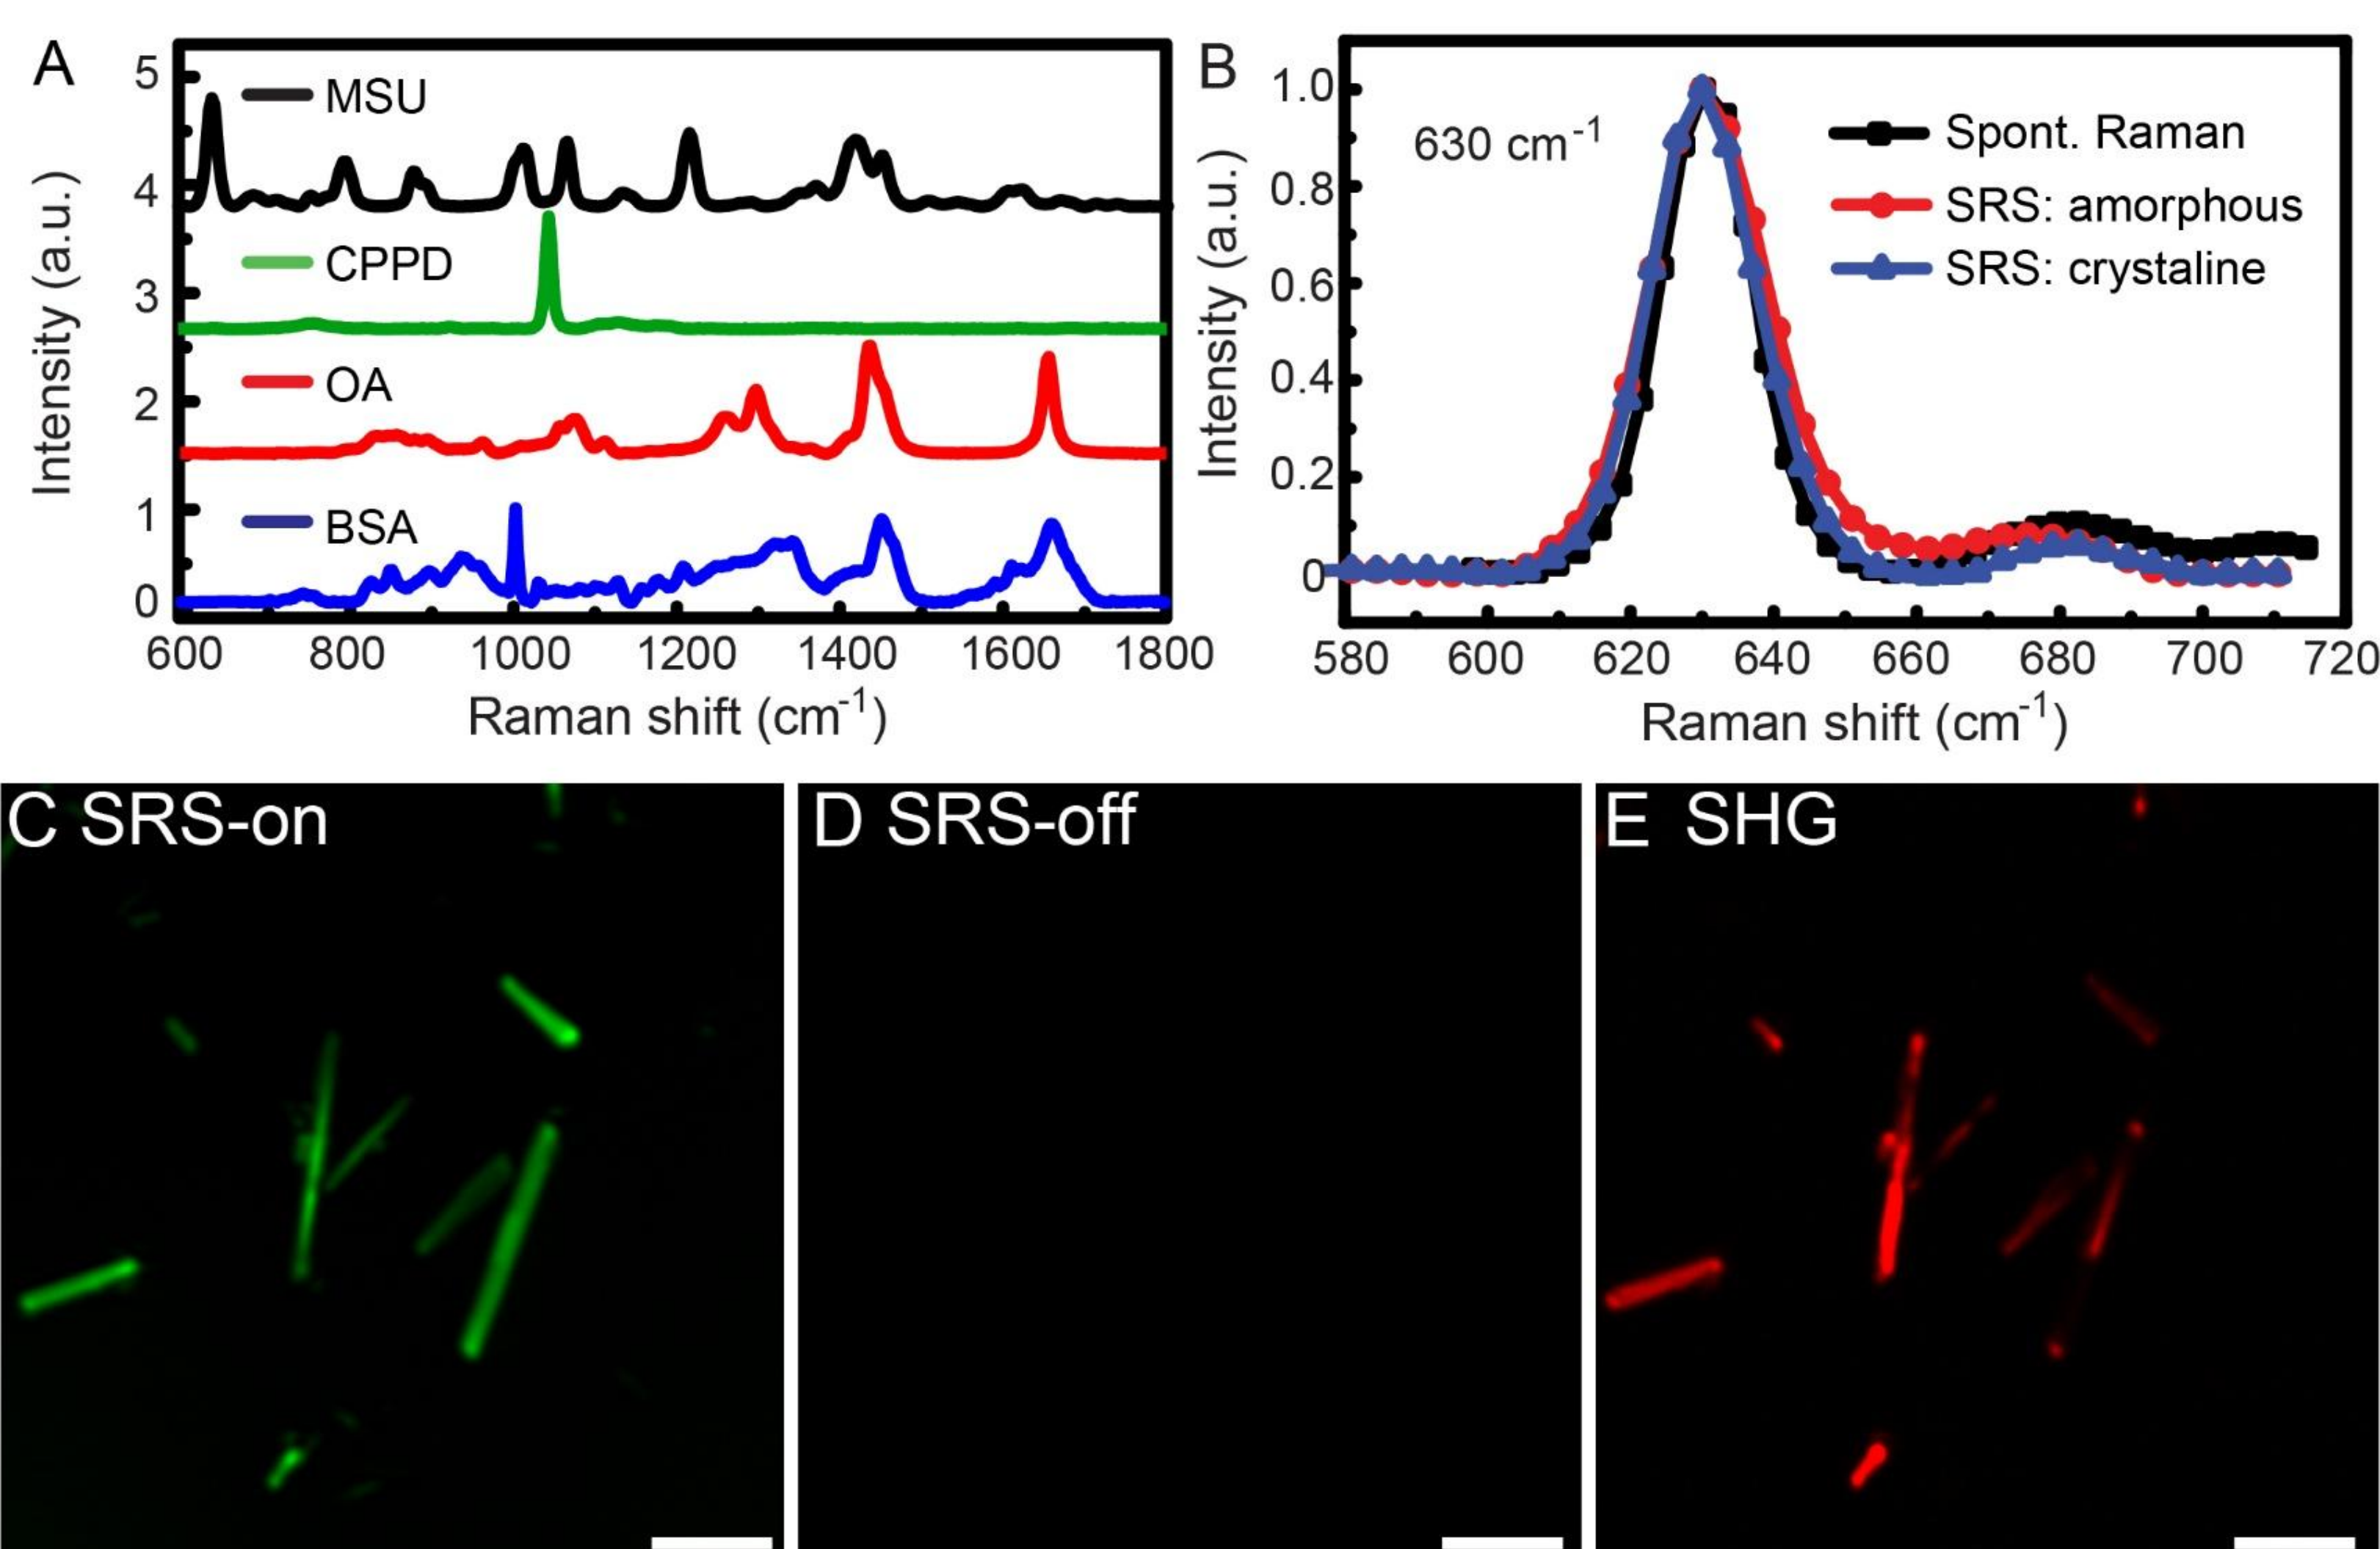 A
5
4
3
2
1
0
Intensity (a.u.)
MSU
CPPD
OA
BSA
600 800 1000 1200 1400 1600 1800
Raman shift (cm⁻¹)
B
1.0
0.8
0.6
0.4
0.2
0
Intensity (a.u.)
630 cm⁻¹
Spont. Raman
SRS: amorphous
SRS: crystaline
580 600 620 640 660 680 700 720
Raman shift (cm⁻¹)
C SRS-on
D SRS-off
E SHG